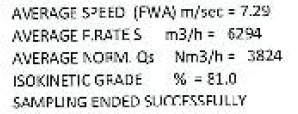 AVERAGE SPEED (FWA) m/sec = 7.29
AVERAGE F.RATE S m3/h = 6294
AVERAGE NORM. Qs Nm3/h = 3824
ISOKINETIC GRADE % = 81.0
SAMPLING ENDED SUCCESSFULLY